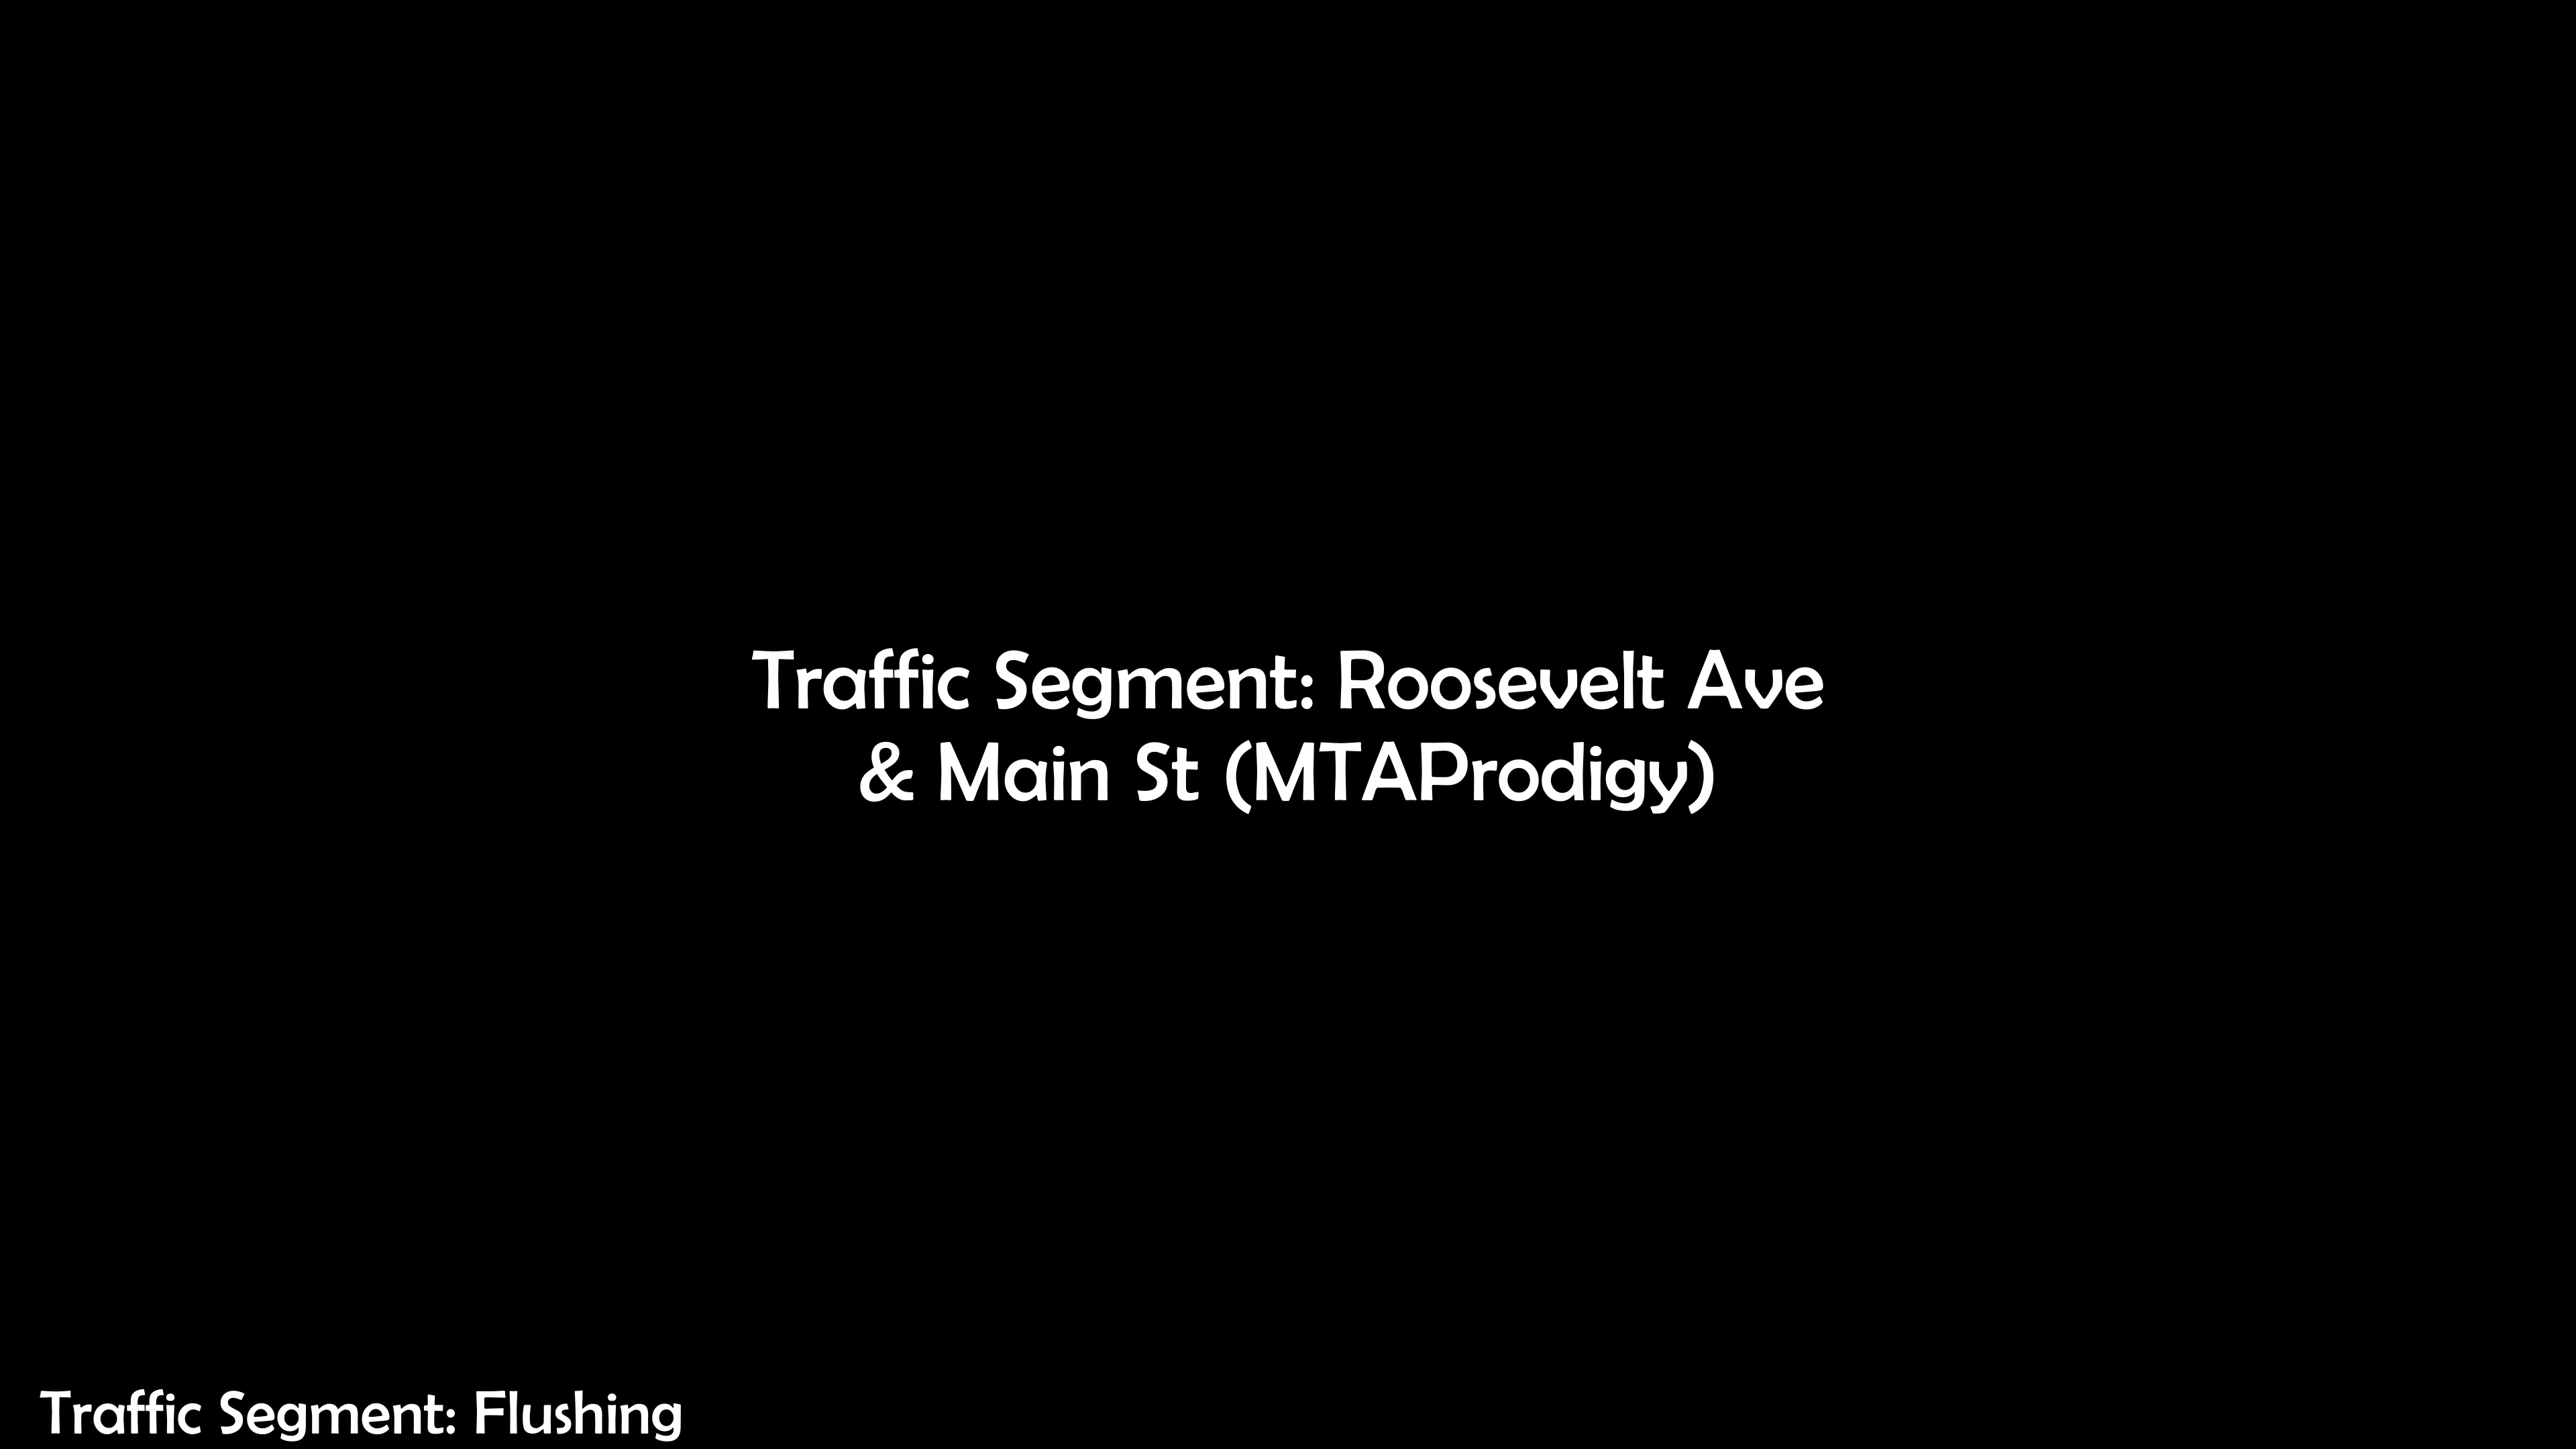 Traffic Segment: Roosevelt Ave
& Main St (MTAProdigy)
Traffic Segment: Flushing